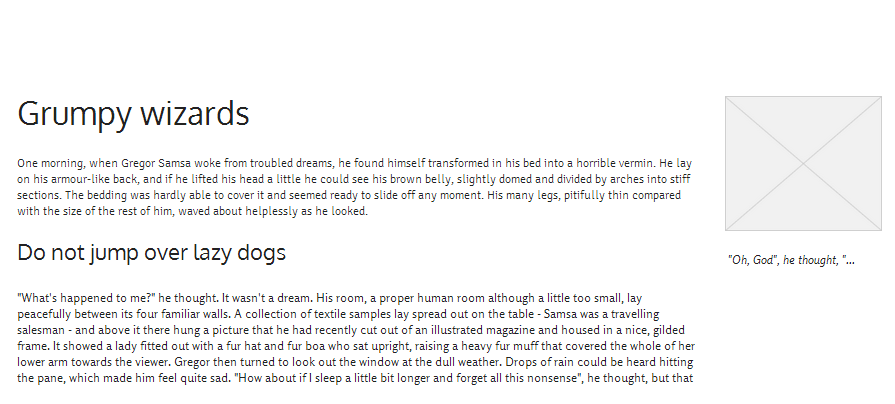 Grumpy wizards
One morning, when Gregor Samsa woke from troubled dreams, he found himself transformed in his bed into a horrible vermin. He lay
on his armour-like back, and if he lifted his head a little he could see his brown belly, slightly domed and divided by arches into stiff
sections. The bedding was hardly able to cover it and seemed ready to slide off any moment. His many legs, pitifully thin compared
with the size of the rest of him, waved about helplessly as he looked.
Do not jump over lazy dogs
"What's happened to me?" he thought. It wasn't a dream. His room, a proper human room although a little too small, lay
peacefully between its four familiar walls. A collection of textile samples lay spread out on the table - Samsa was a travelling
salesman - and above it there hung a picture that he had recently cut out of an illustrated magazine and housed in a nice, gilded
frame. It showed a lady fitted out with a fur hat and fur boa who sat upright, raising a heavy fur muff that covered the whole of her
lower arm towards the viewer. Gregor then turned to look out the window at the dull weather. Drops of rain could be heard hitting
the pane, which made him feel quite sad. "How about if I sleep a little bit longer and forget all this nonsense", he thought, but that
"Oh, God", he thought, "...